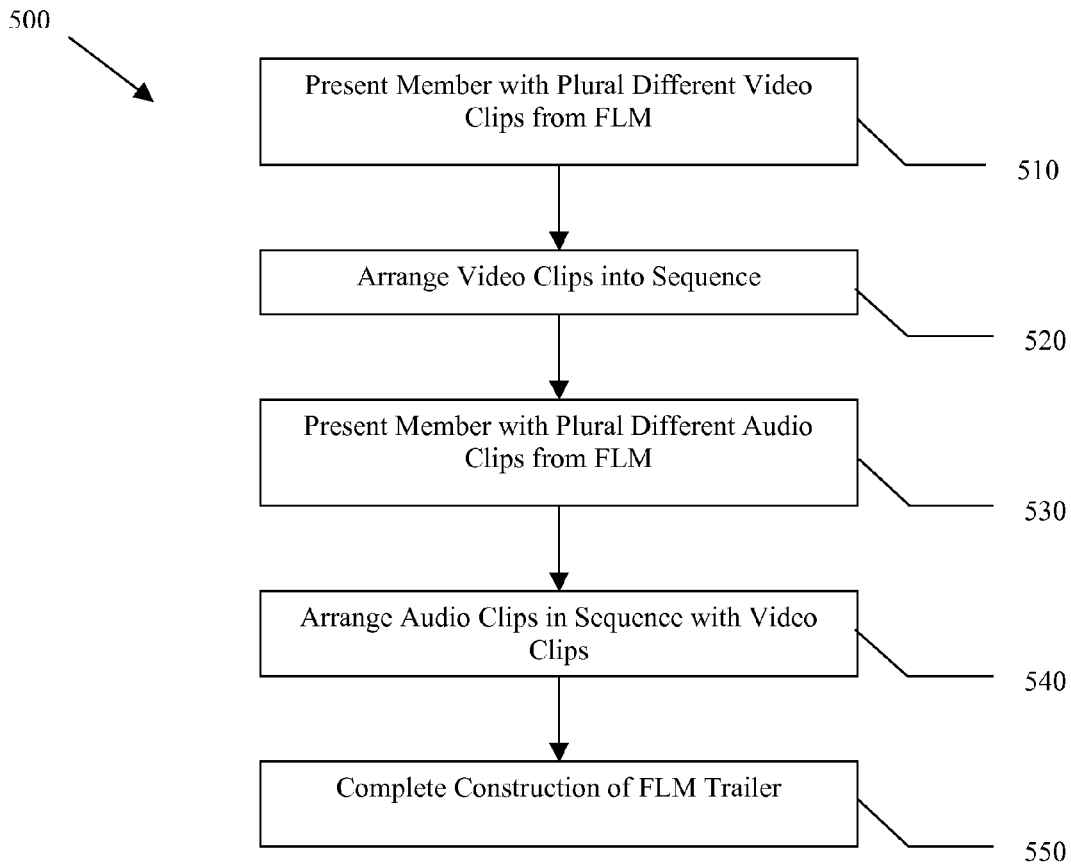 500
Present Member with Plural Different Video
Clips from FLM
510
Arrange Video Clips into Sequence
520
Present Member with Plural Different Audio
Clips from FLM
530
Arrange Audio Clips in Sequence with Video
Clips
540
Complete Construction of FLM Trailer
550